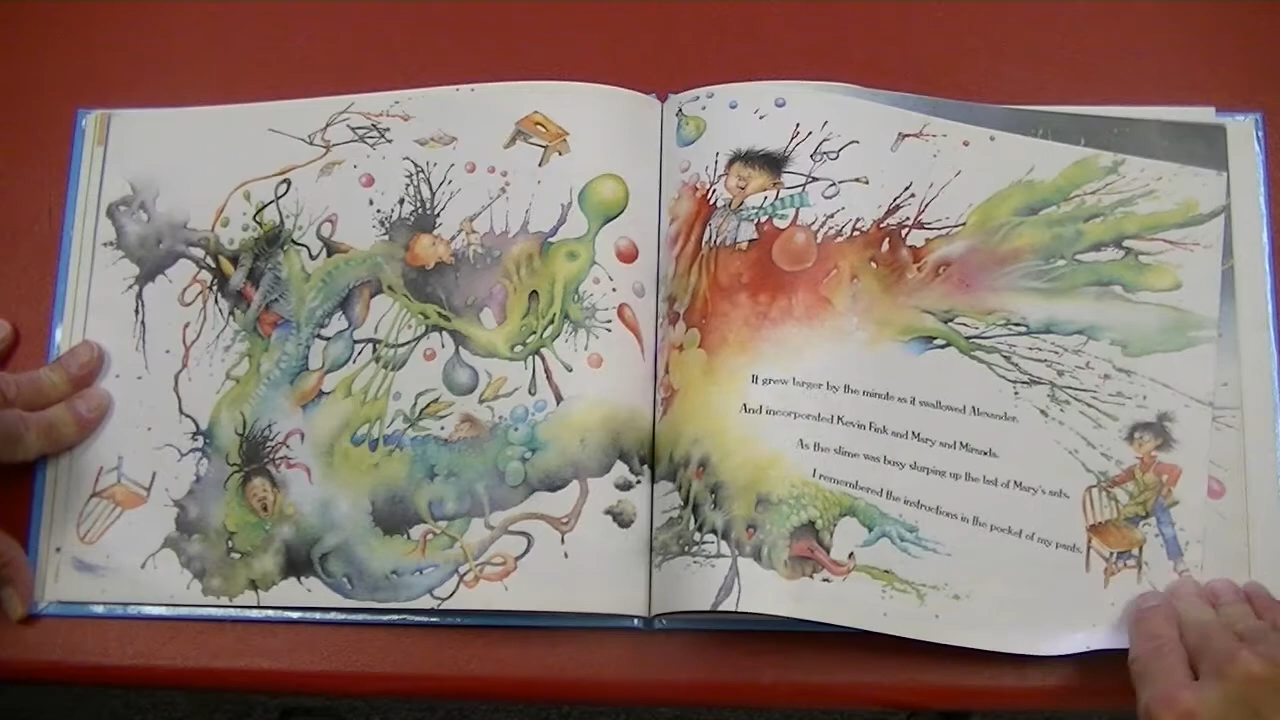 It grew larger by the minute as it swallowed Alexander.
And incorporated Kevin Fink and Mary and Miranda.
As the slime was busy slurping up the last of Mary's ants,
I remembered the instructions in the pocket of my pants.